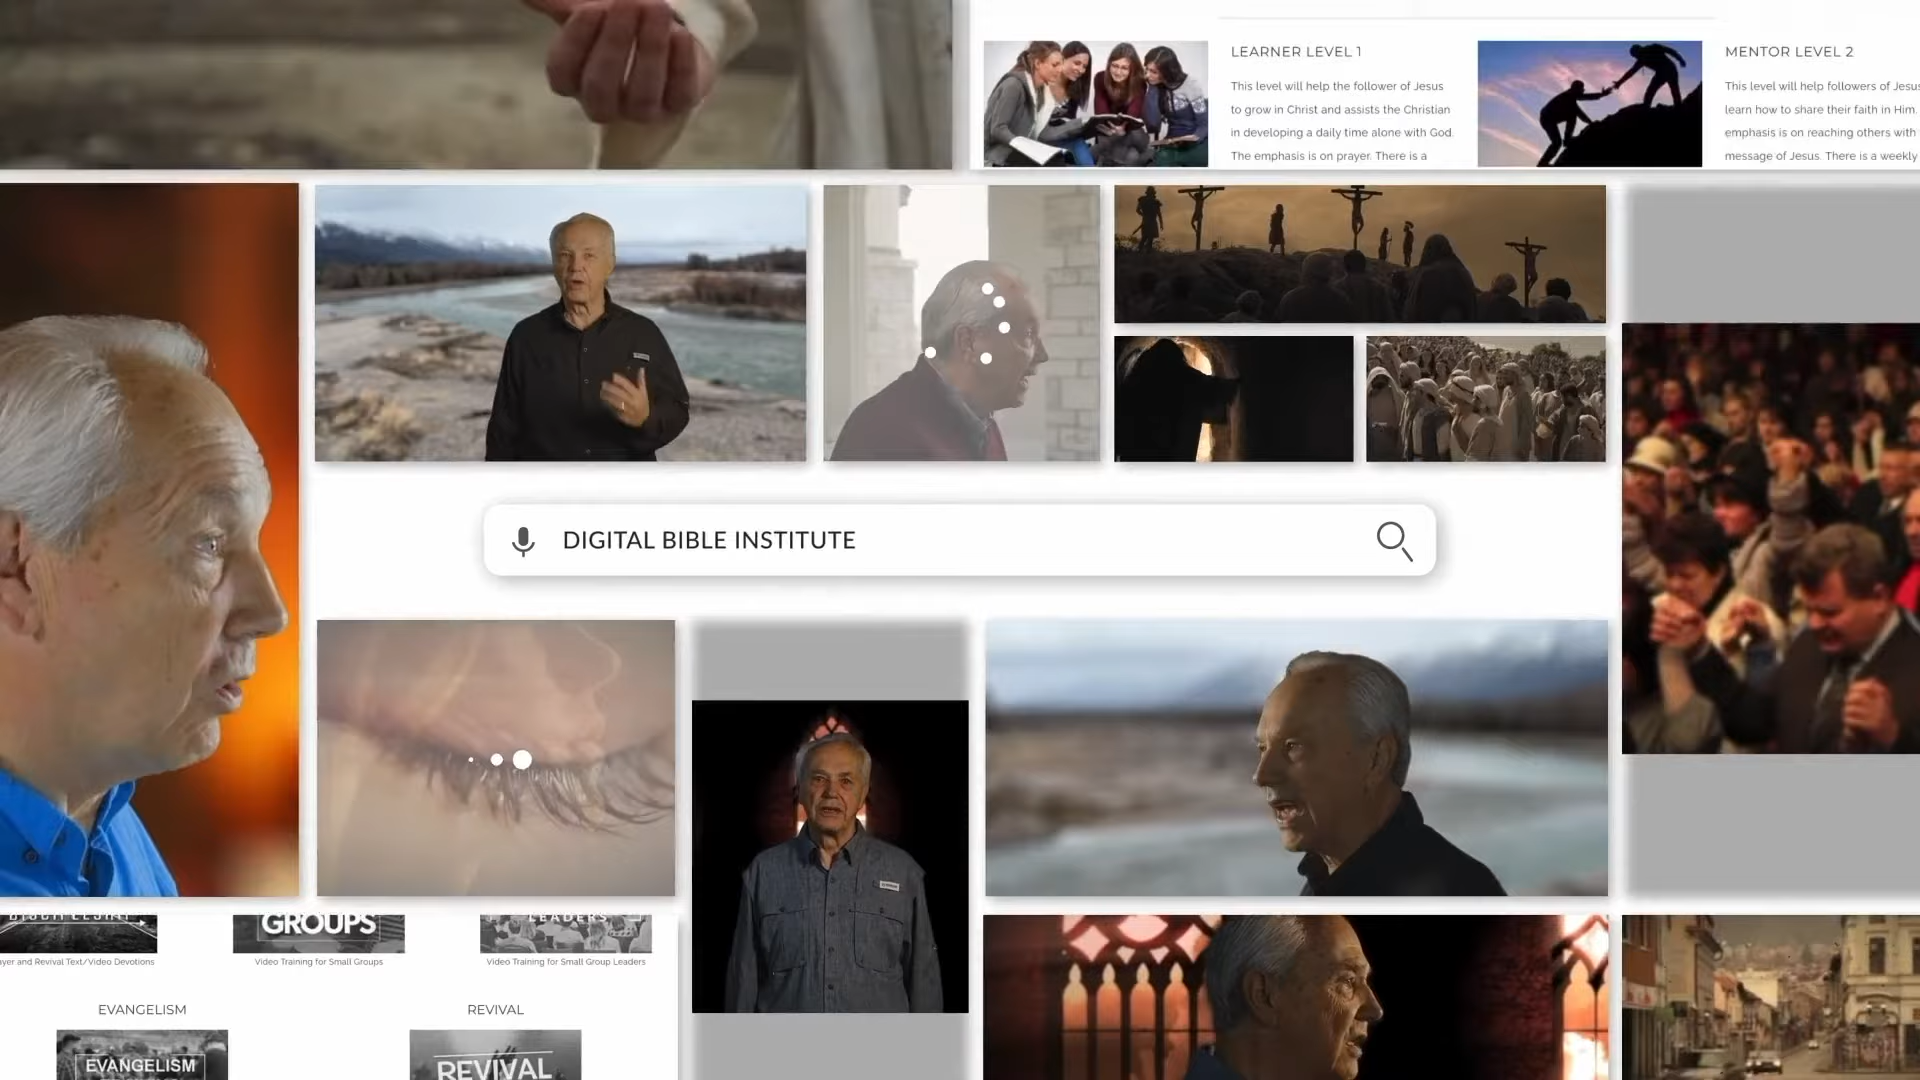 LEARNER LEVEL 1
This level will help the follower of Jesus
to grow in Christ and assists the Christian
in developing a daily time alone with God.
The emphasis is on prayer. There is a
MENTOR LEVEL 2
This level will help followers of Jesus
learn how to share their faith in Him.
emphasis is on reaching others with
message of Jesus. There is a weekly
DIGITAL BIBLE INSTITUTE
GROUPS
LEADERS
ayer and Revival Text/Video Devotions
Video Training for Small Groups
Video Training for Small Group Leaders
EVANGELISM
REVIVAL
EVANGELISM
REVIVAL